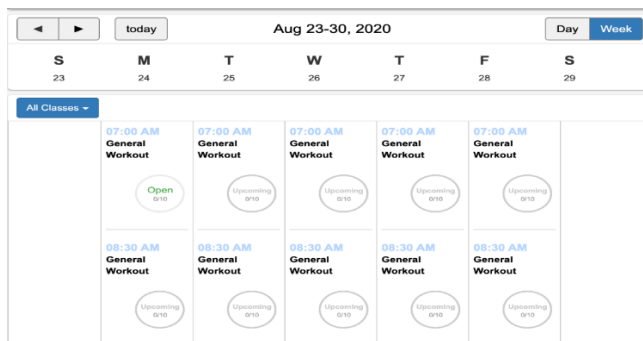 ◄ ► today Aug 23-30, 2020 Day Week
S M T W T F S
23 24 25 26 27 28 29
All Classes
07:00 AM 07:00 AM 07:00 AM 07:00 AM 07:00 AM
General General General General General
Workout Workout Workout Workout Workout
Open Upcoming Upcoming Upcoming Upcoming
0/10 0/10 0/10 0/10 0/10
08:30 AM 08:30 AM 08:30 AM 08:30 AM 08:30 AM
General General General General General
Workout Workout Workout Workout Workout
Upcoming Upcoming Upcoming Upcoming Upcoming
0/10 0/10 0/10 0/10 0/10